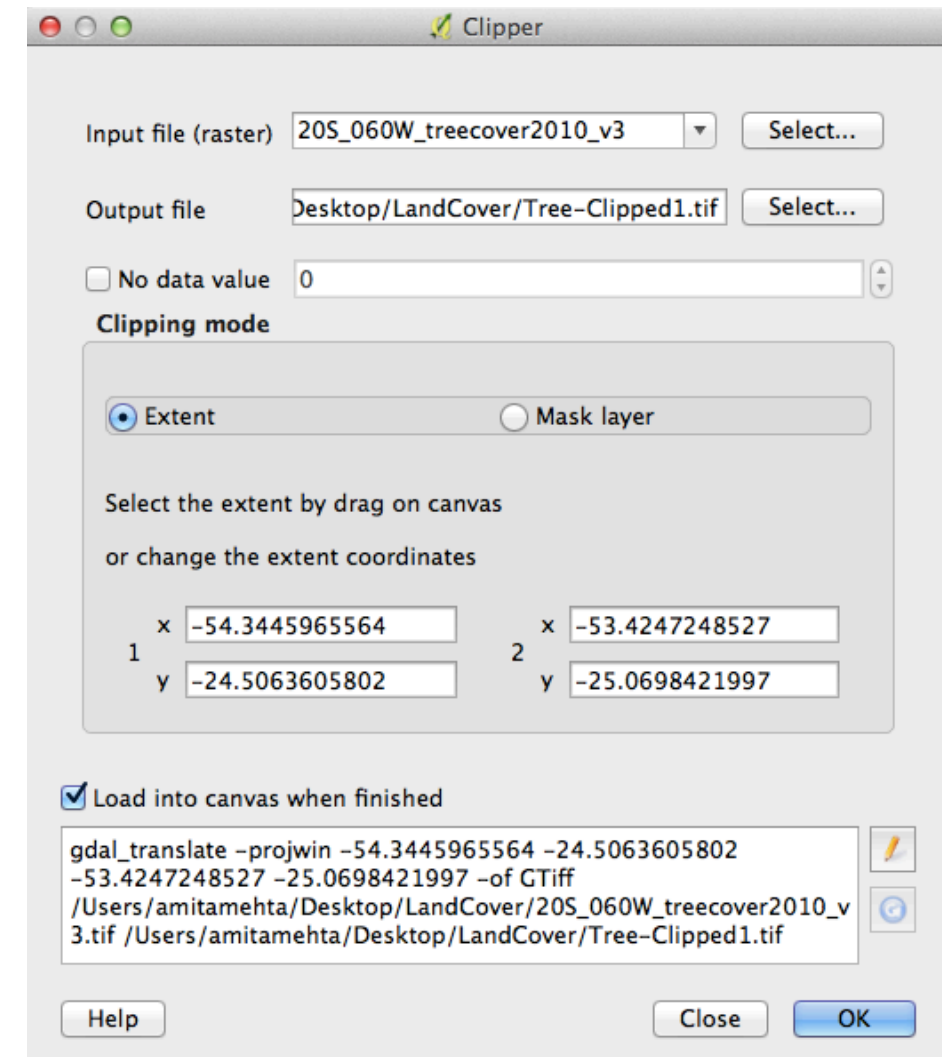 Clipper
Input file (raster) 20S_060W_treecover2010_v3 Select...
Output file Desktop/LandCover/Tree-Clipped1.tif Select...
No data value 0
Clipping mode
Extent Mask layer
Select the extent by drag on canvas
or change the extent coordinates
x -54.3445965564 x -53.4247248527
1 2
y -24.5063605802 y -25.0698421997
Load into canvas when finished
gdal_translate -projwin -54.3445965564 -24.5063605802
-53.4247248527 -25.0698421997 -of GTiff
/Users/amitamehta/Desktop/LandCover/20S_060W_treecover2010_v
3.tif /Users/amitamehta/Desktop/LandCover/Tree-Clipped1.tif
Help Close OK